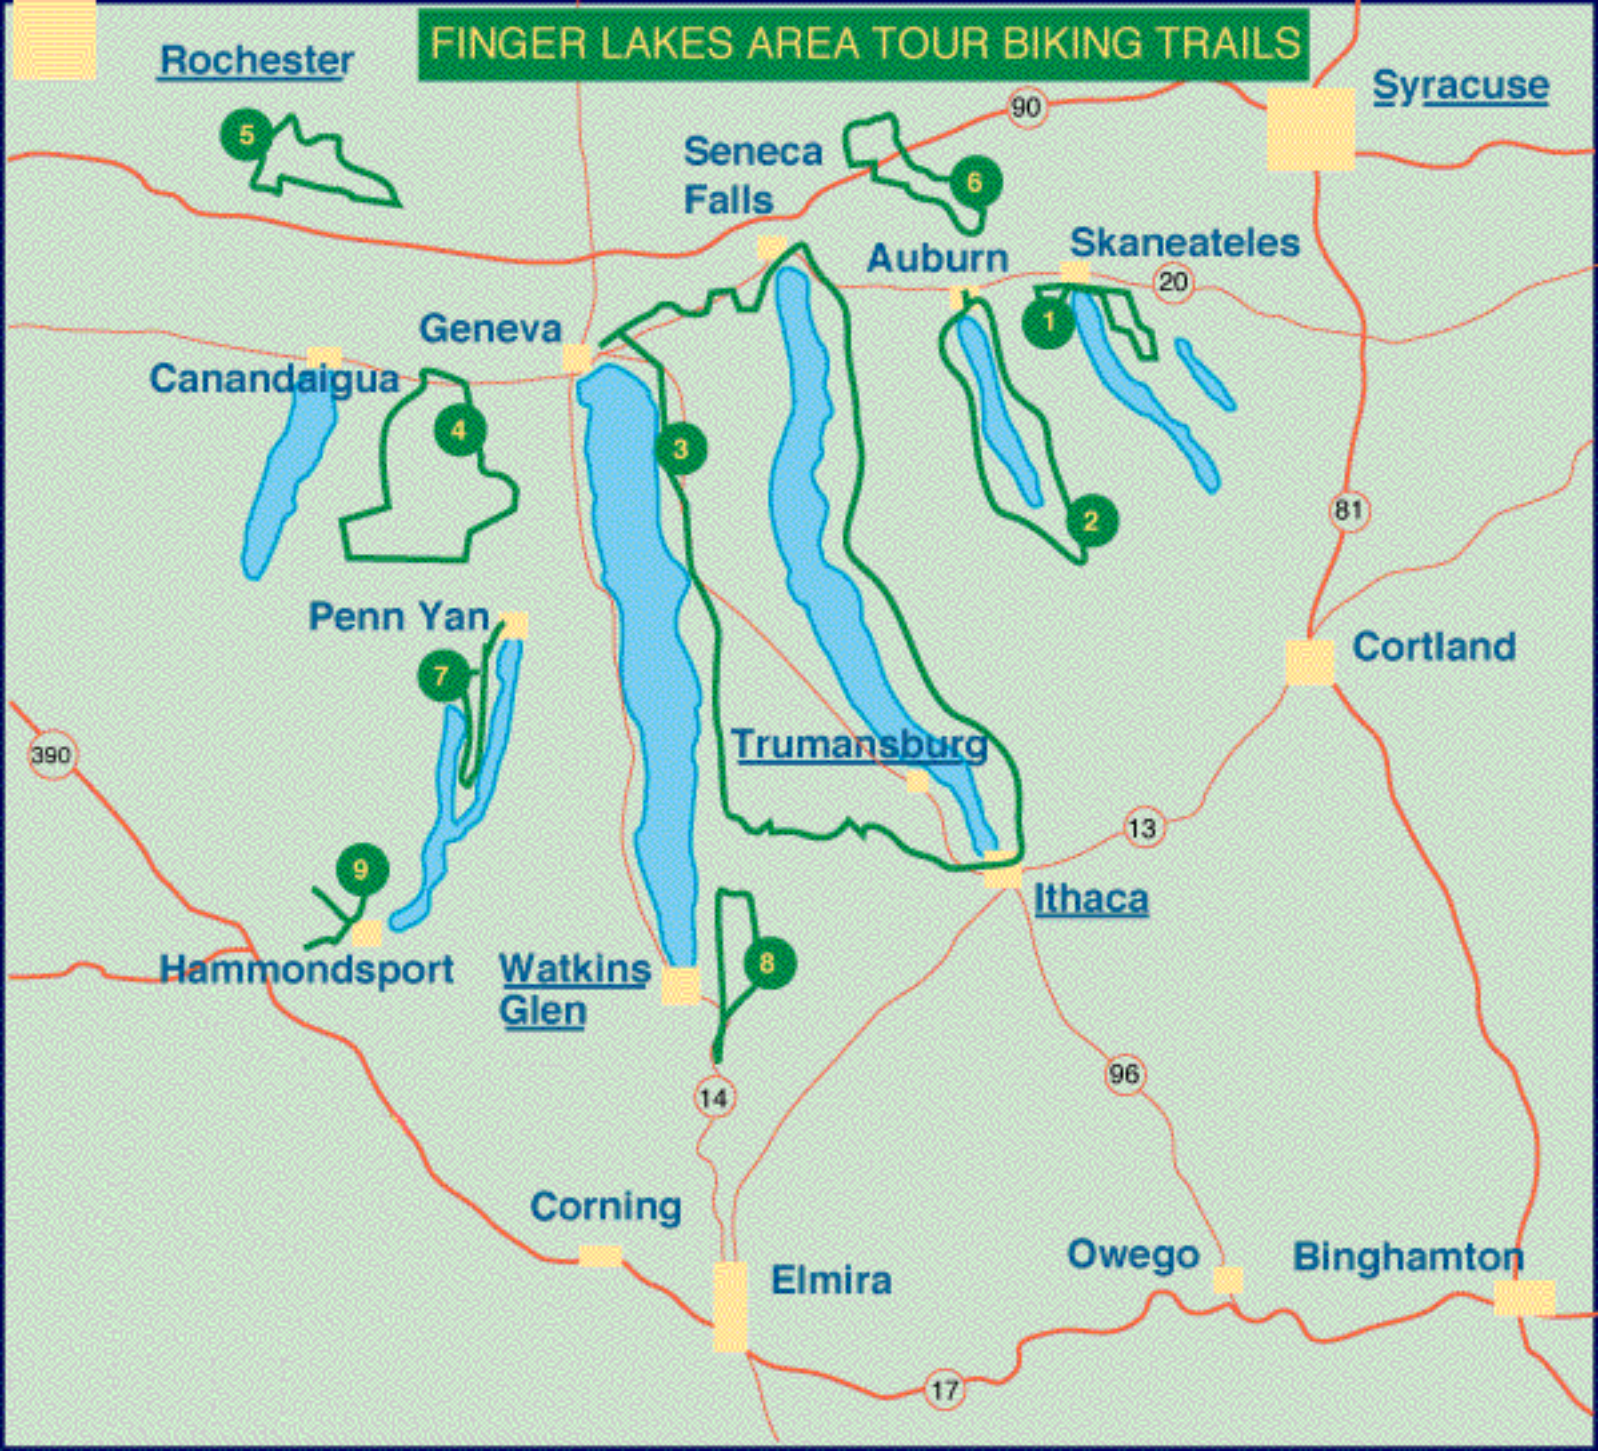 FINGER LAKES AREA TOUR BIKING TRAILS
Rochester
Syracuse
90
5
Seneca
Falls
6
Auburn
Skaneateles
20
1
Geneva
Canandaigua
4
3
2
81
Penn Yan
7
Cortland
390
Trumansburg
13
9
Ithaca
Hammondsport
Watkins
Glen
8
14
96
Corning
Elmira
Owego
Binghamton
17